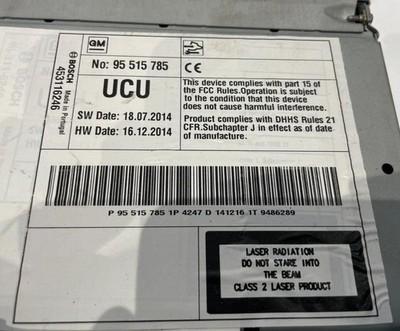 GM
No: 95 515 785
UCU
SW Date: 18.07.2014
HW Date: 16.12.2014
BOSCH
453116246 Made in Portugal
CE
This device complies with part 15 of
the FCC Rules.Operation is subject
to the condition that this device
does not cause harmful interference.
Product complies with DHHS Rules 21
CFR.Subchapter J in effect as of date
of manufacture.
P 95 515 785 1P 4247 D 141216 1T 9486289
LASER RADIATION
DO NOT STARE INTO
THE BEAM
CLASS 2 LASER PRODUCT